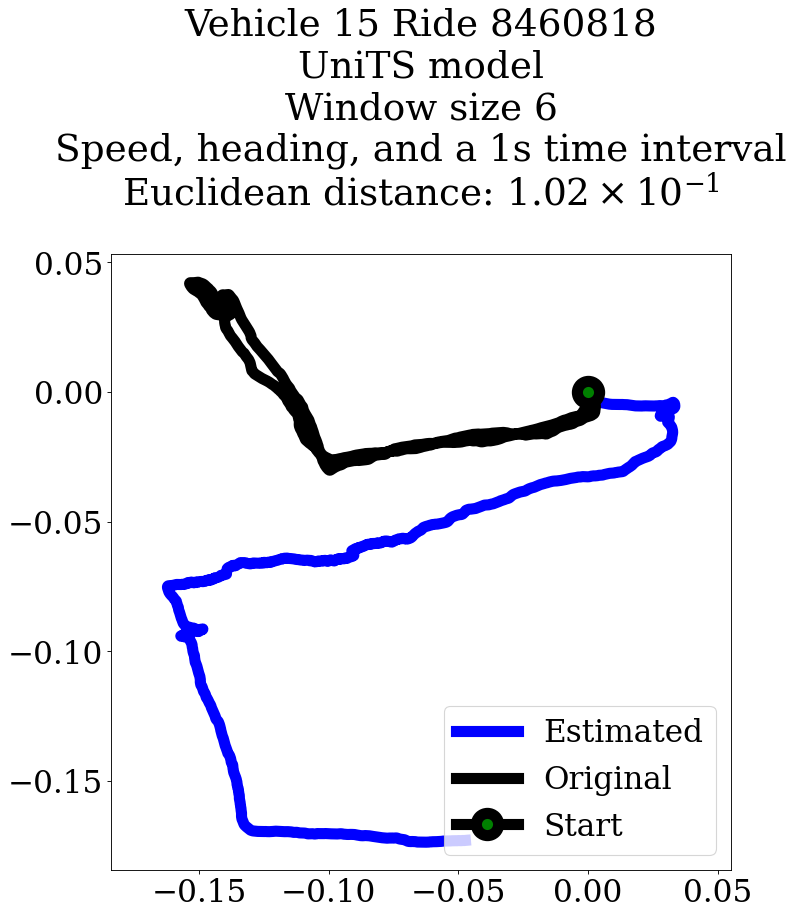 Vehicle 15 Ride 8460818
UniTS model
Window size 6
Speed, heading, and a 1s time interval
Euclidean distance: 1.02 × 10⁻¹
0.05
0.00
−0.05
−0.10
−0.15
Estimated
Original
Start
−0.15 −0.10 −0.05 0.00 0.05